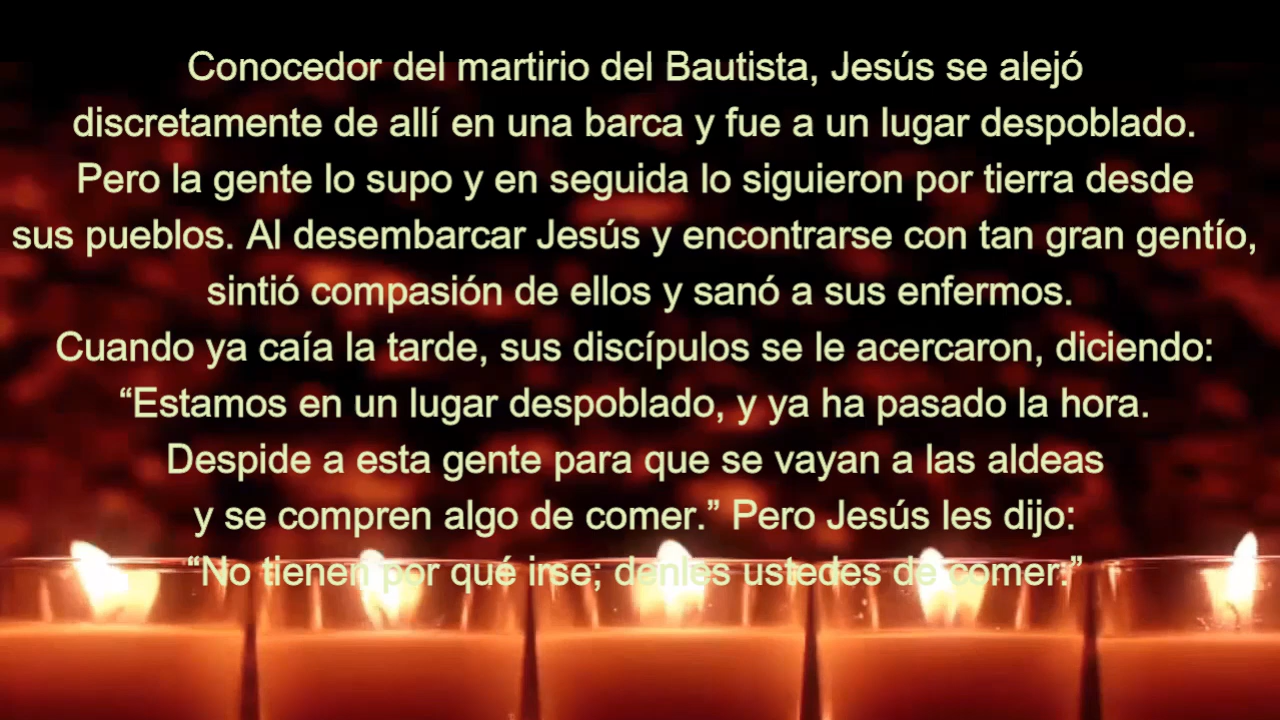 Conocedor del martirio del Bautista, Jesús se alejó
discretamente de allí en una barca y fue a un lugar despoblado.
Pero la gente lo supo y en seguida lo siguieron por tierra desde
sus pueblos. Al desembarcar Jesús y encontrarse con tan gran gentío,
sintió compasión de ellos y sanó a sus enfermos.
Cuando ya caía la tarde, sus discípulos se le acercaron, diciendo:
“Estamos en un lugar despoblado, y ya ha pasado la hora.
Despide a esta gente para que se vayan a las aldeas
y se compren algo de comer.” Pero Jesús les dijo:
“No tienen por qué irse; denles ustedes de comer:”